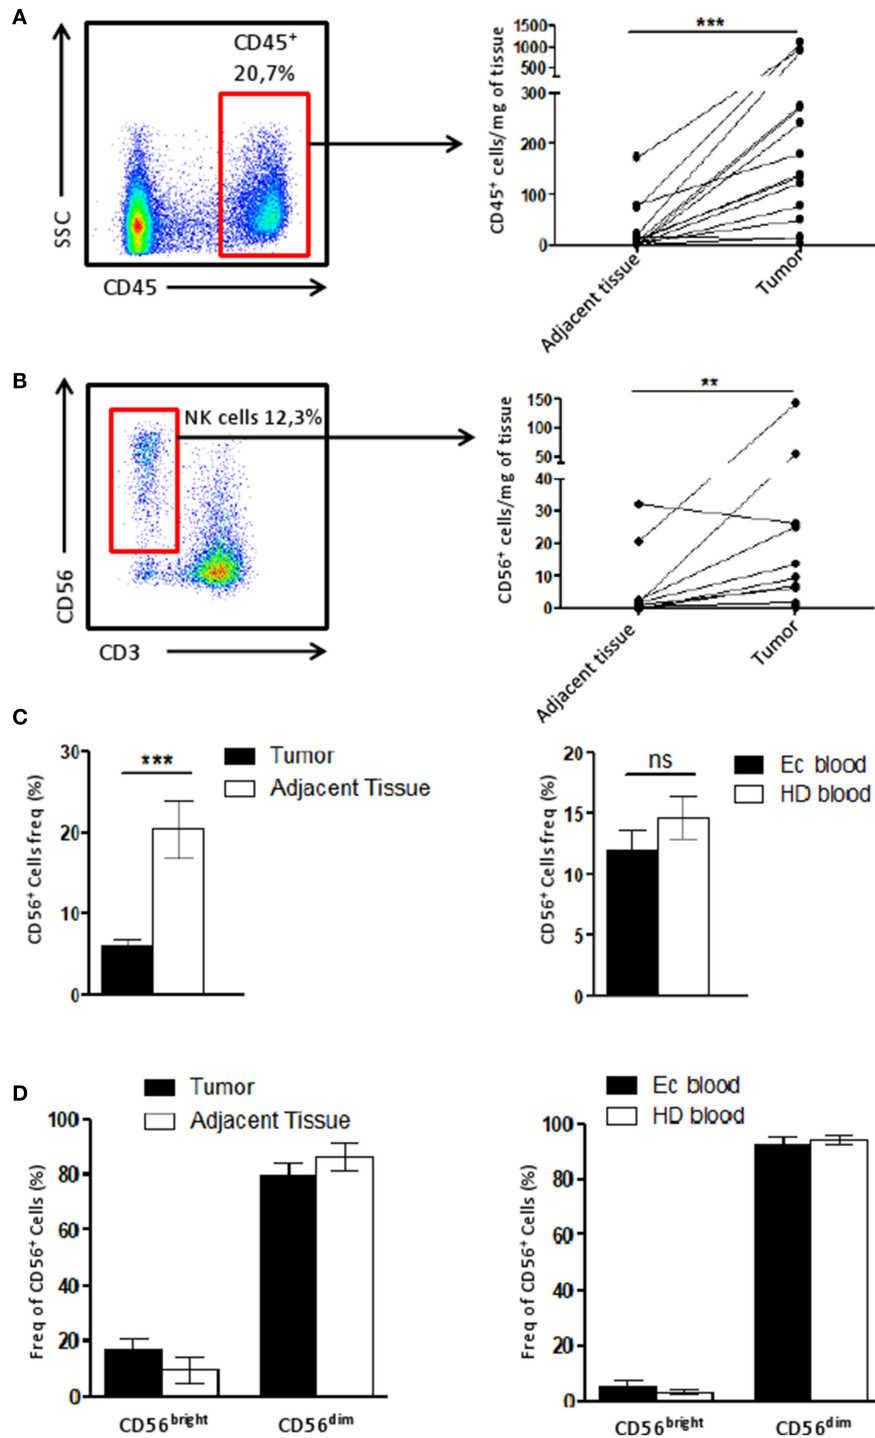 A
CD45⁺
20,7%
SSC
CD45
***
CD45⁺ cells/mg of tissue
1500
1250
1000
750
500
300
200
100
0
Adjacent tissue
Tumor
B
NK cells 12,3%
CD56
CD3
**
CD56⁺ cells/mg of tissue
150
100
50
40
30
20
10
0
Adjacent tissue
Tumor
C
***
Tumor
Adjacent Tissue
CD56⁺ Cells freq (%)
30
20
10
0
ns
Ec blood
HD blood
CD56⁺ Cells freq (%)
20
15
10
5
0
D
Tumor
Adjacent Tissue
Freq of CD56⁺ Cells (%)
100
80
60
40
20
0
CD56ᵇʳⁱᵍʰᵗ
CD56ᵈⁱᵐ
Ec blood
HD blood
Freq of CD56⁺ Cells (%)
100
80
60
40
20
0
CD56ᵇʳⁱᵍʰᵗ
CD56ᵈⁱᵐ